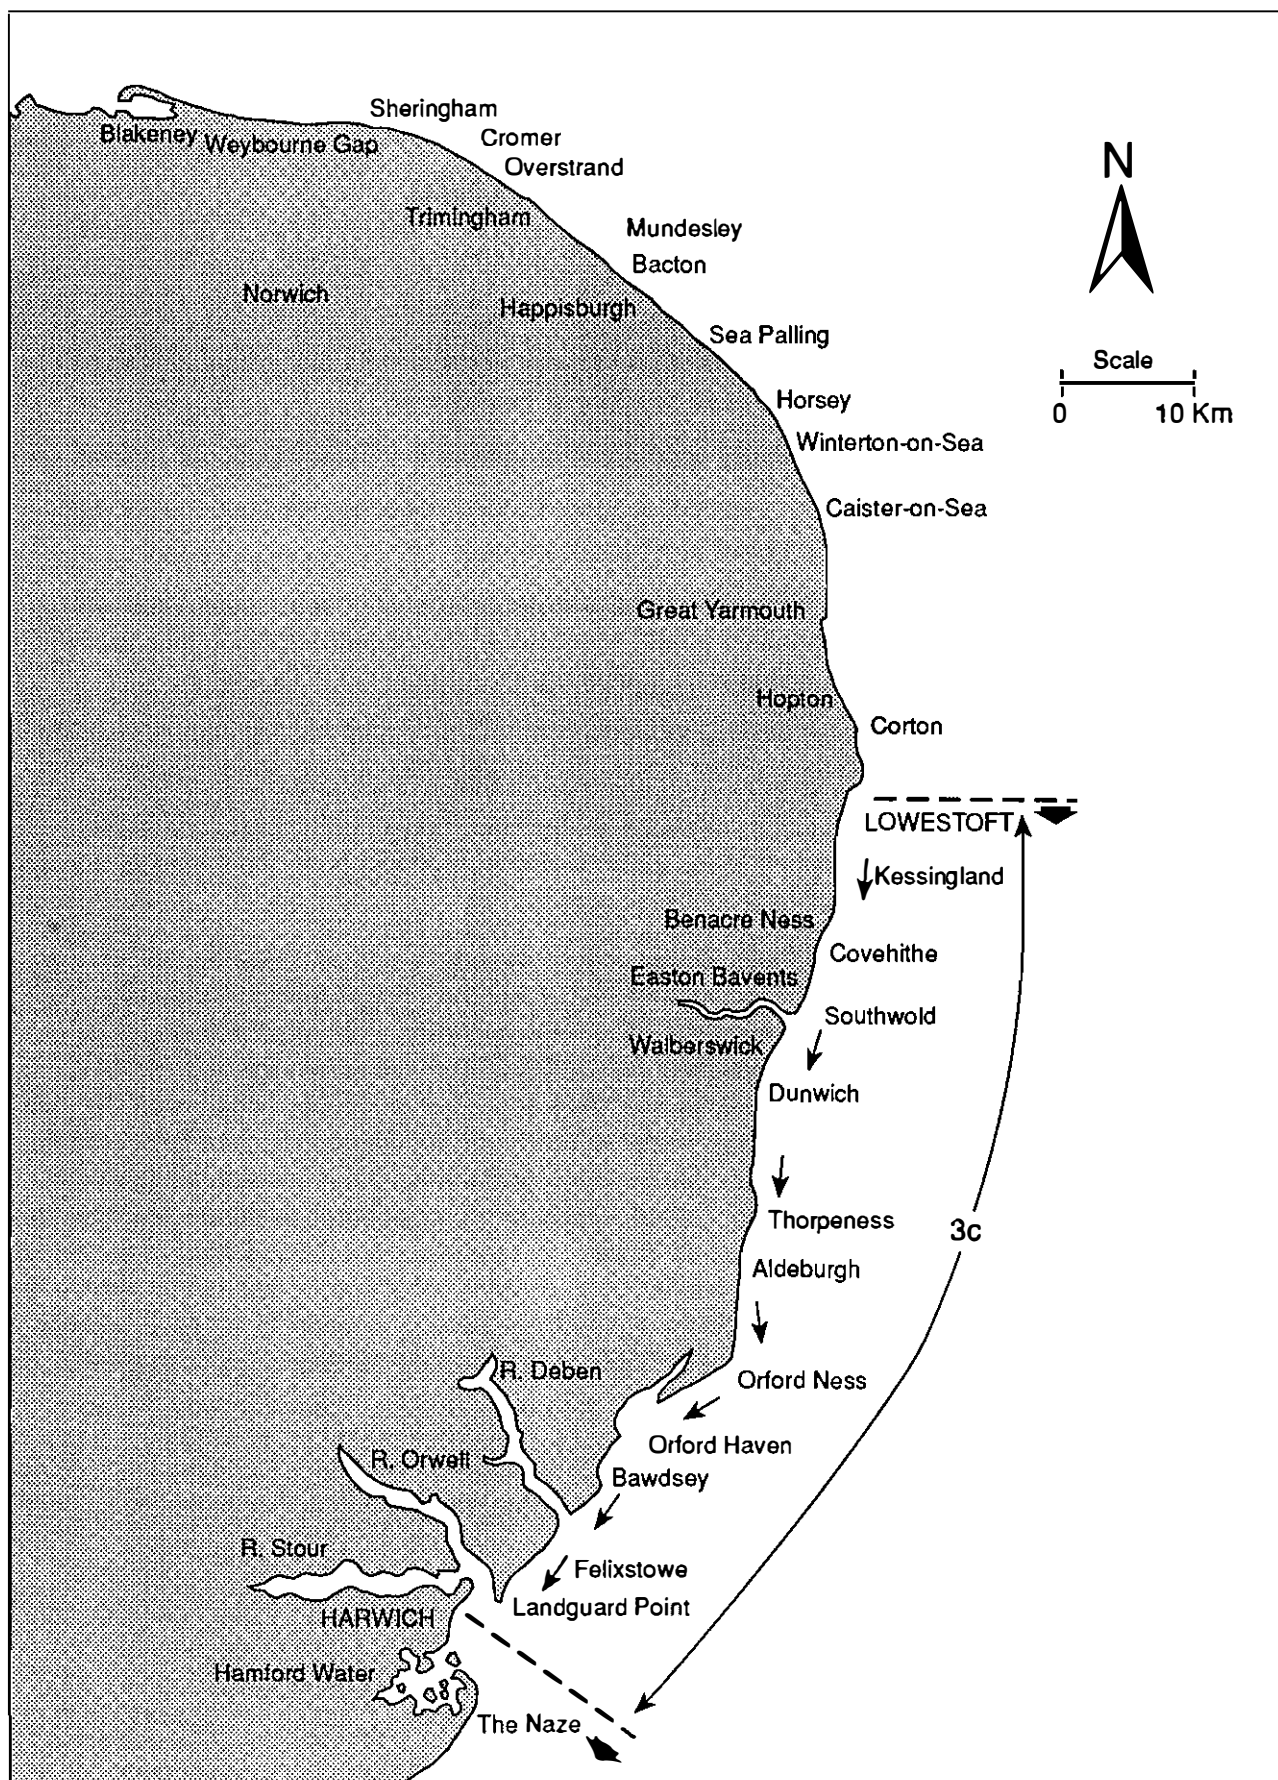 Sheringham
Blakeney
Weybourne Gap
Cromer
Overstrand
N
Trimingham
Mundesley
Bacton
Norwich
Happisburgh
Sea Palling
Scale
0 10 Km
Horsey
Winterton-on-Sea
Caister-on-Sea
Great Yarmouth
Hopton
Corton
LOWESTOFT
Kessingland
Benacre Ness
Covehithe
Easton Bavents
Southwold
Walberswick
Dunwich
Thorpeness
3c
Aldeburgh
R. Deben
Orford Ness
Orford Haven
R. Orwell
Bawdsey
R. Stour
Felixstowe
Landguard Point
HARWICH
Hamford Water
The Naze